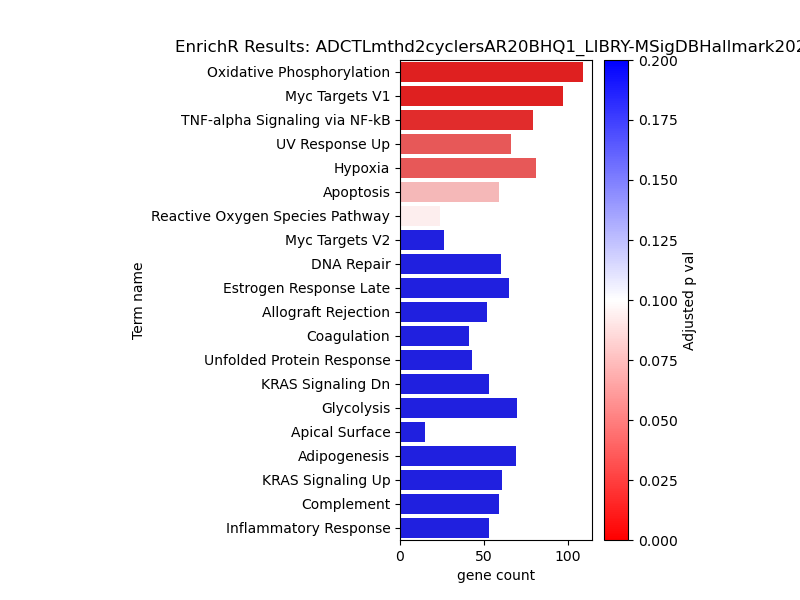 EnrichR Results: ADCTLmthd2cyclersAR20BHQ1_LIBRY-MSigDBHallmark202
Oxidative Phosphorylation
Myc Targets V1
TNF-alpha Signaling via NF-kB
UV Response Up
Hypoxia
Apoptosis
Reactive Oxygen Species Pathway
Myc Targets V2
DNA Repair
Estrogen Response Late
Allograft Rejection
Coagulation
Unfolded Protein Response
KRAS Signaling Dn
Glycolysis
Apical Surface
Adipogenesis
KRAS Signaling Up
Complement
Inflammatory Response
Term name
0 50 100
gene count
0.200
0.175
0.150
0.125
0.100
0.075
0.050
0.025
0.000
Adjusted p val